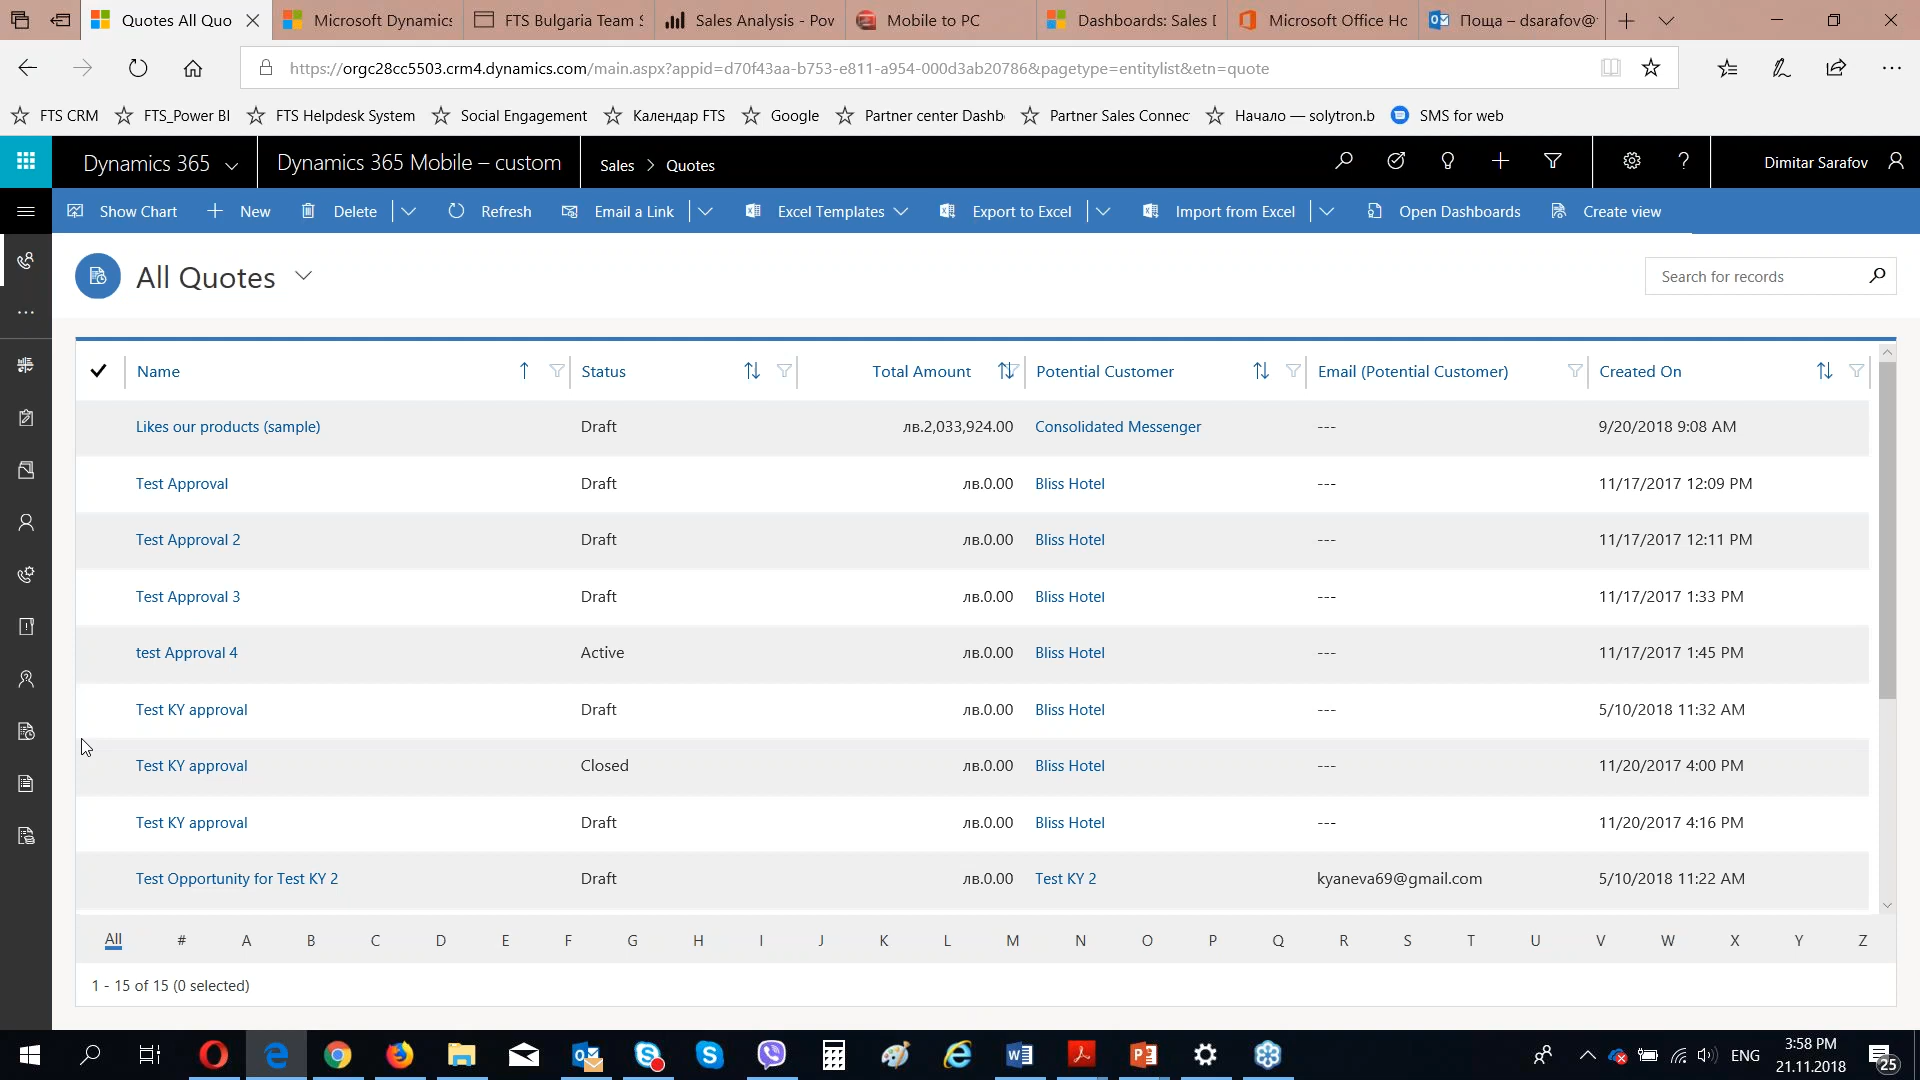 Quotes All Quo
Microsoft Dynamics
FTS Bulgaria Team S
Sales Analysis - Pov
Mobile to PC
Dashboards: Sales D
Microsoft Office Ho
Поща – dsarafov@
https://orgc28cc5503.crm4.dynamics.com/main.aspx?appid=d70f43aa-b753-e811-a954-000d3ab20786&pagetype=entitylist&etn=quote
FTS CRM
FTS_Power BI
FTS Helpdesk System
Social Engagement
Календар FTS
Google
Partner center Dashb
Partner Sales Connec
Начало — solytron.b
SMS for web
Dynamics 365
Dynamics 365 Mobile – custom
Sales > Quotes
Dimitar Sarafov
Show Chart
New
Delete
Refresh
Email a Link
Excel Templates
Export to Excel
Import from Excel
Open Dashboards
Create view
All Quotes
Search for records
Name Status Total Amount Potential Customer Email (Potential Customer) Created On
Likes our products (sample) Draft лв.2,033,924.00 Consolidated Messenger --- 9/20/2018 9:08 AM
Test Approval Draft лв.0.00 Bliss Hotel --- 11/17/2017 12:09 PM
Test Approval 2 Draft лв.0.00 Bliss Hotel --- 11/17/2017 12:11 PM
Test Approval 3 Draft лв.0.00 Bliss Hotel --- 11/17/2017 1:33 PM
test Approval 4 Active лв.0.00 Bliss Hotel --- 11/17/2017 1:45 PM
Test KY approval Draft лв.0.00 Bliss Hotel --- 5/10/2018 11:32 AM
Test KY approval Closed лв.0.00 Bliss Hotel --- 11/20/2017 4:00 PM
Test KY approval Draft лв.0.00 Bliss Hotel --- 11/20/2017 4:16 PM
Test Opportunity for Test KY 2 Draft лв.0.00 Test KY 2 kyaneva69@gmail.com 5/10/2018 11:22 AM
All # A B C D E F G H I J K L M N O P Q R S T U V W X Y Z
1 - 15 of 15 (0 selected)
ENG
3:58 PM
21.11.2018
25